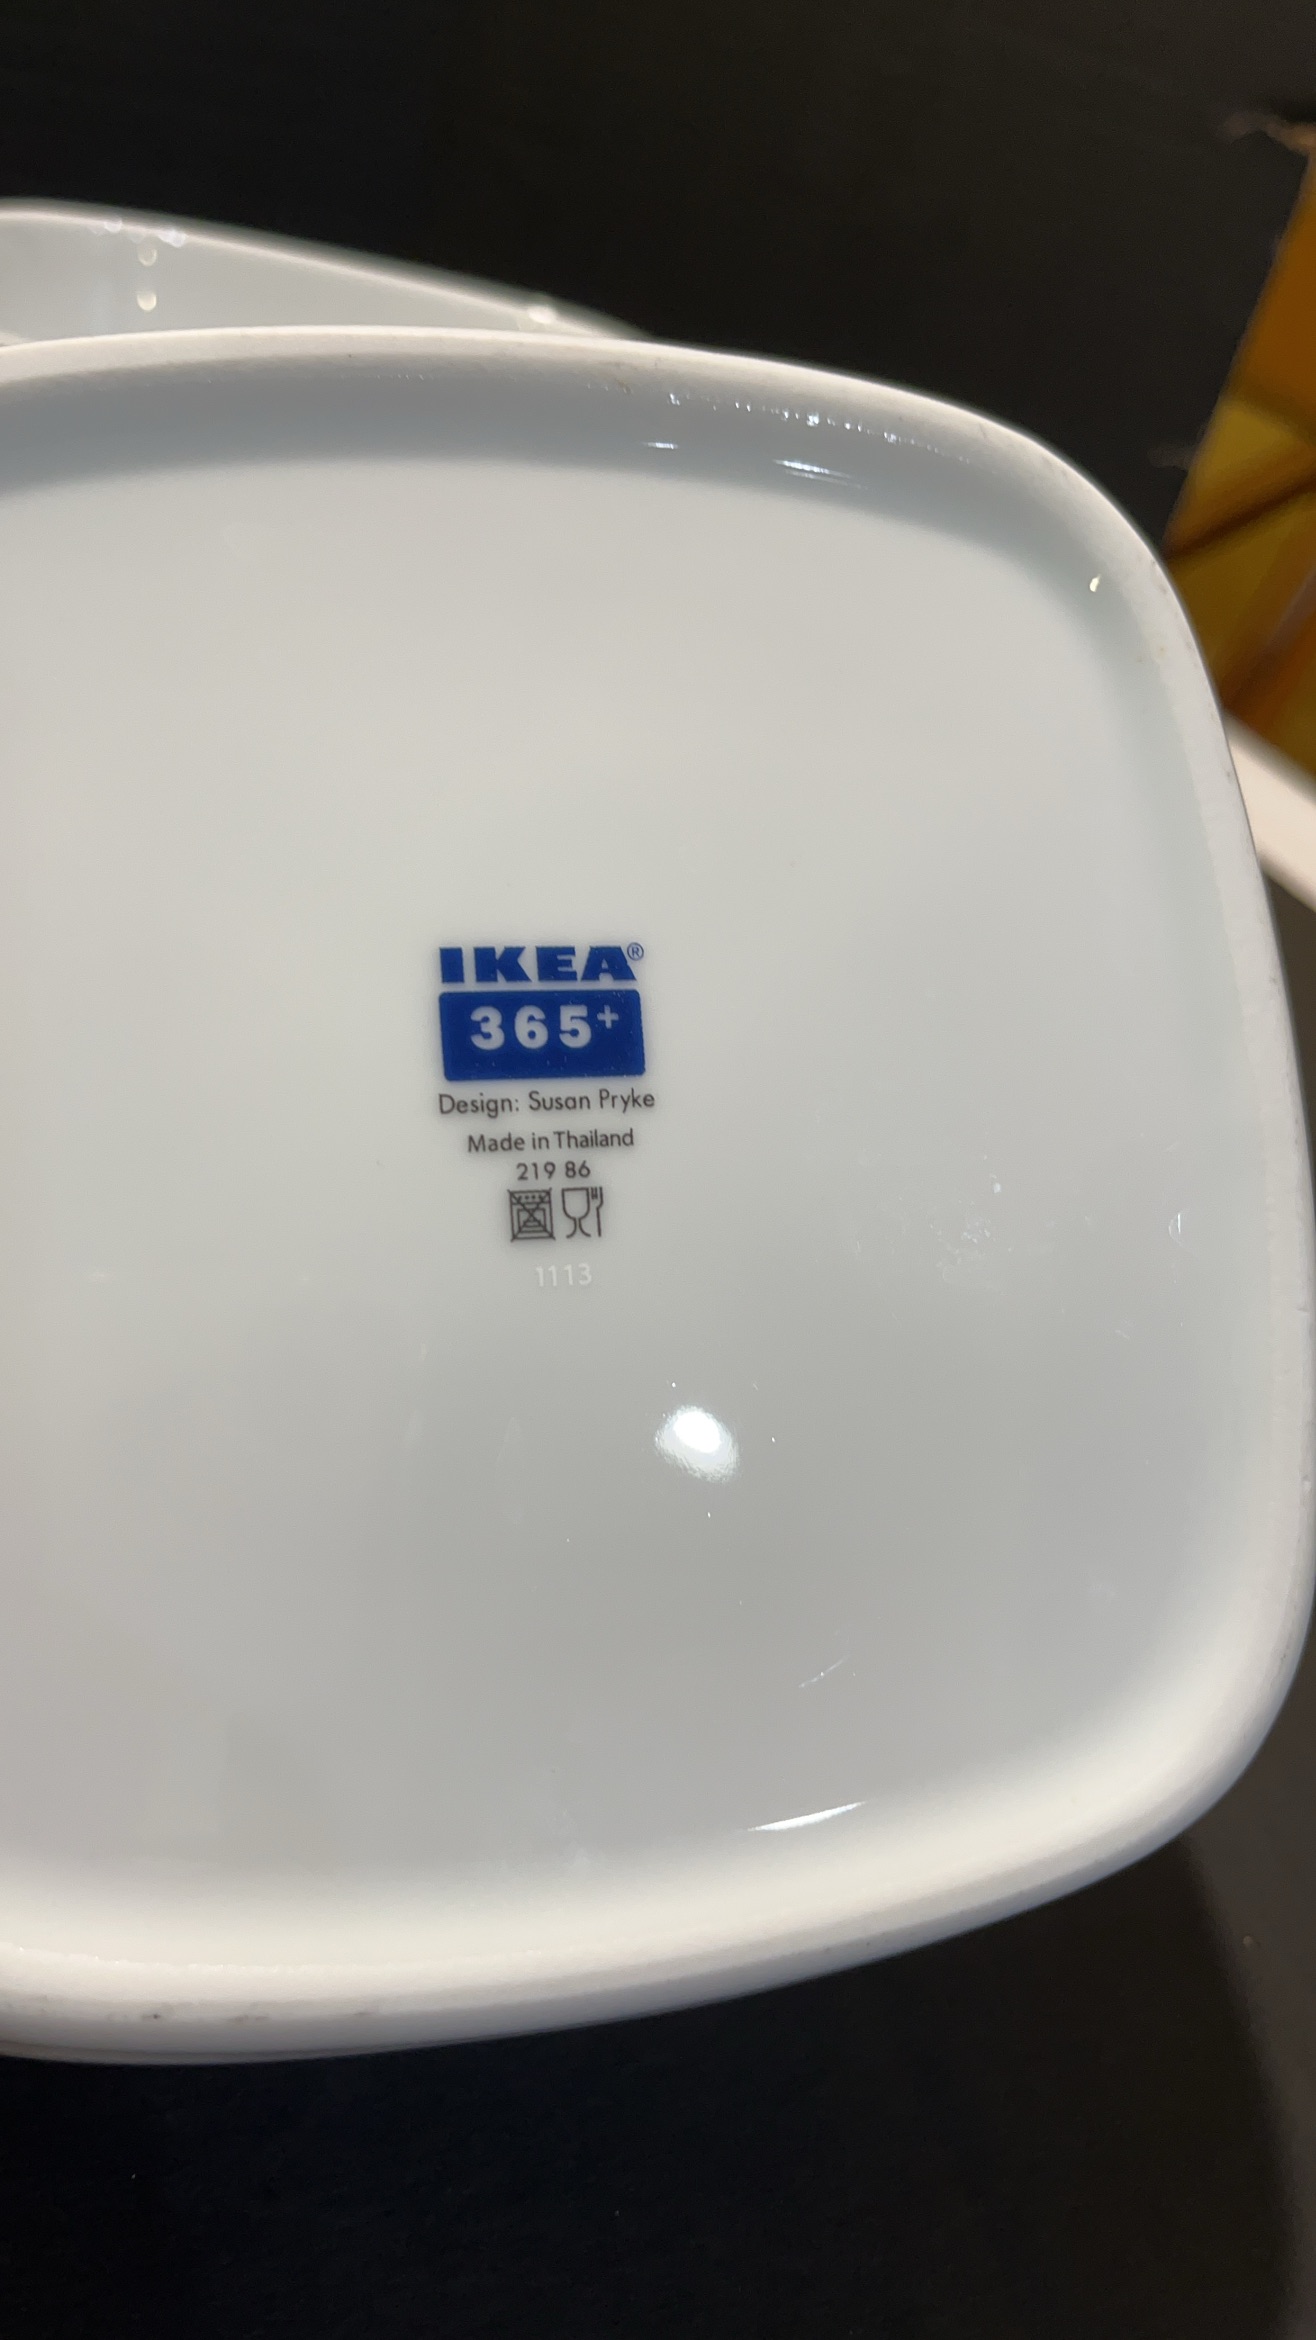 IKEA®
365+
Design: Susan Pryke
Made in Thailand
219 86
1113